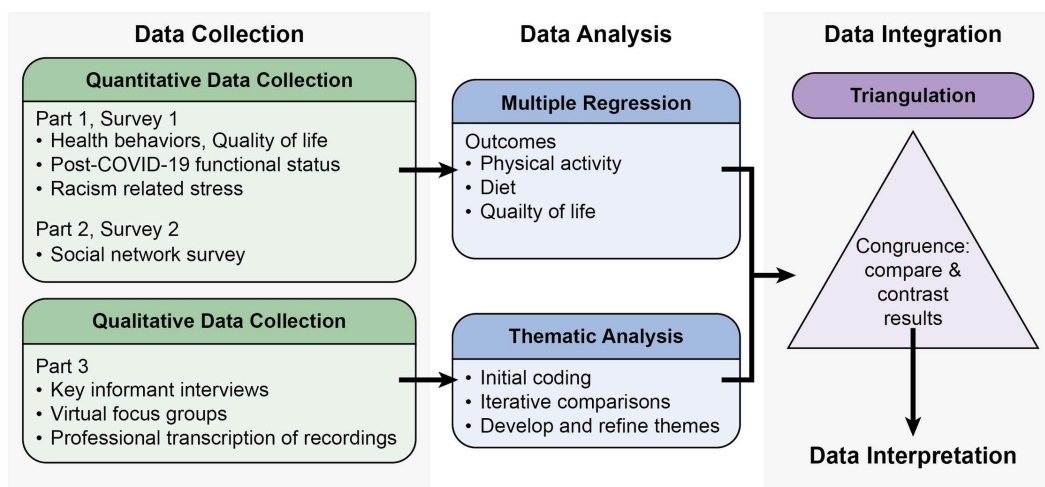 Data Collection
Quantitative Data Collection
Part 1, Survey 1
• Health behaviors, Quality of life
• Post-COVID-19 functional status
• Racism related stress
Part 2, Survey 2
• Social network survey
Qualitative Data Collection
Part 3
• Key informant interviews
• Virtual focus groups
• Professional transcription of recordings
Data Analysis
Multiple Regression
Outcomes
• Physical activity
• Diet
• Quailty of life
Thematic Analysis
• Initial coding
• Iterative comparisons
• Develop and refine themes
Data Integration
Triangulation
Congruence:
compare &
contrast
results
Data Interpretation